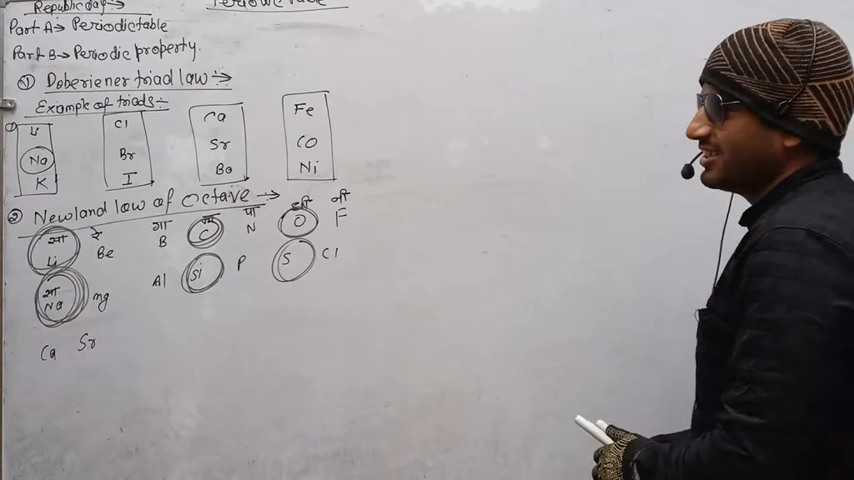 Republic day→
Periodic Table
Part A→ Periodictable
Part B→ Periodic property.
① Doberiener triad law :→
Example of triads :-
① Li Cl Ca Fe
Na Br Sr Co
K I Ba Ni
② Newland law of octave :→
सा रे गा मा पा धा नी
Li Be B C N O F
सा
Na mg Al Si P S Cl
Ca Sr